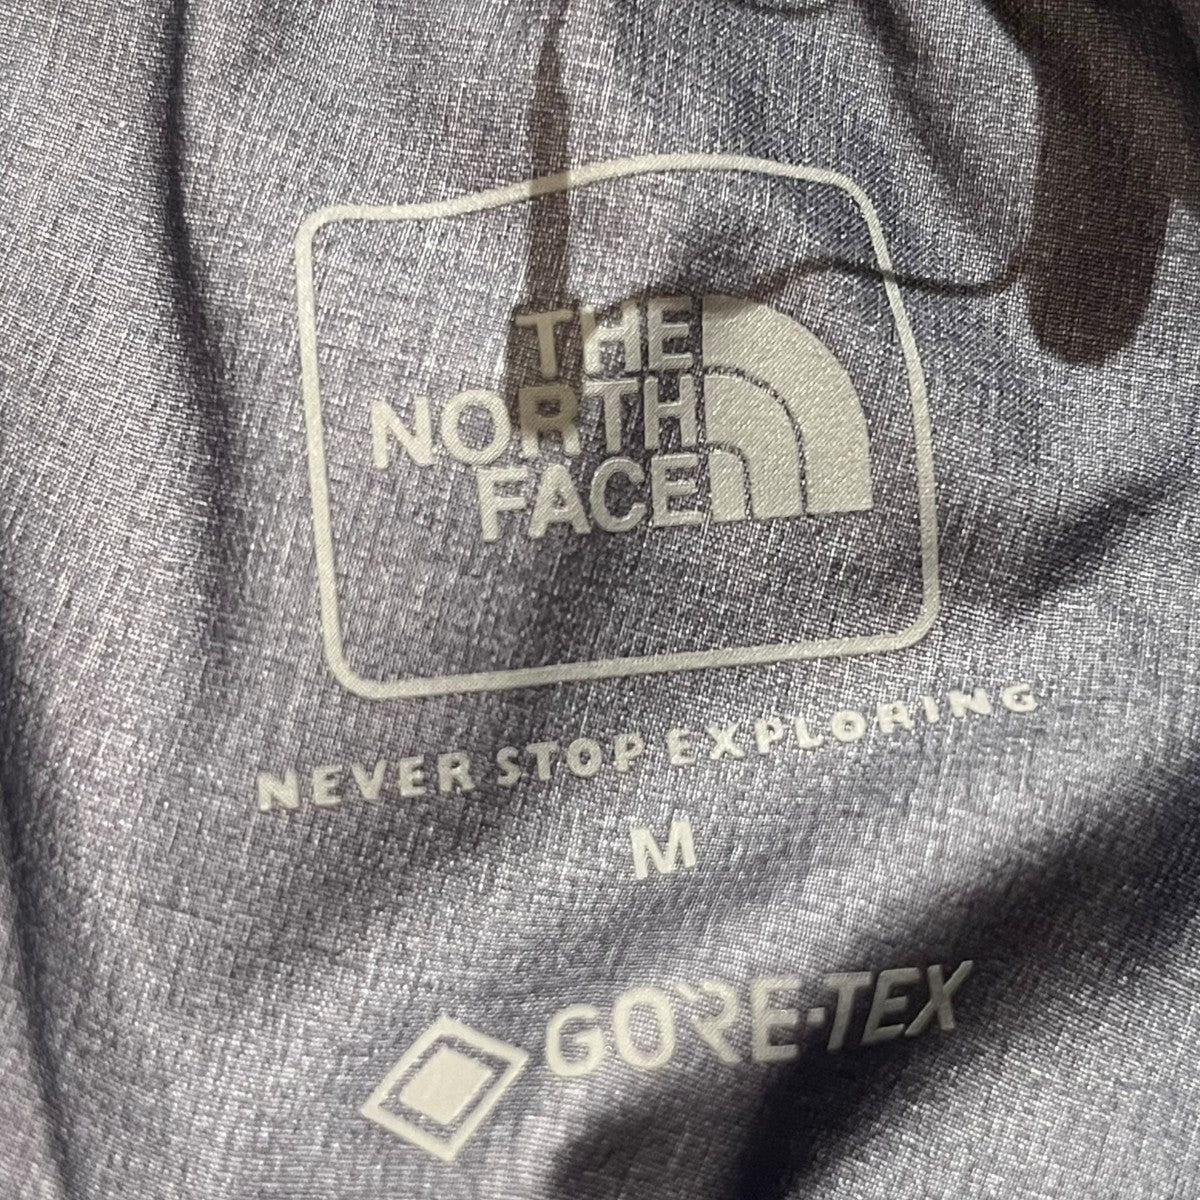 THE
NORTH
FACE
NEVER STOP EXPLORING
M
GORE-TEX